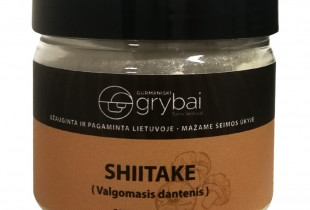 GURMANIŠKI
grybai
UŽAUGINTA IR PAGAMINTA LIETUVOJE • MAŽAME ŠEIMOS ŪKYJE
SHIITAKE
( Valgomasis dantenis )